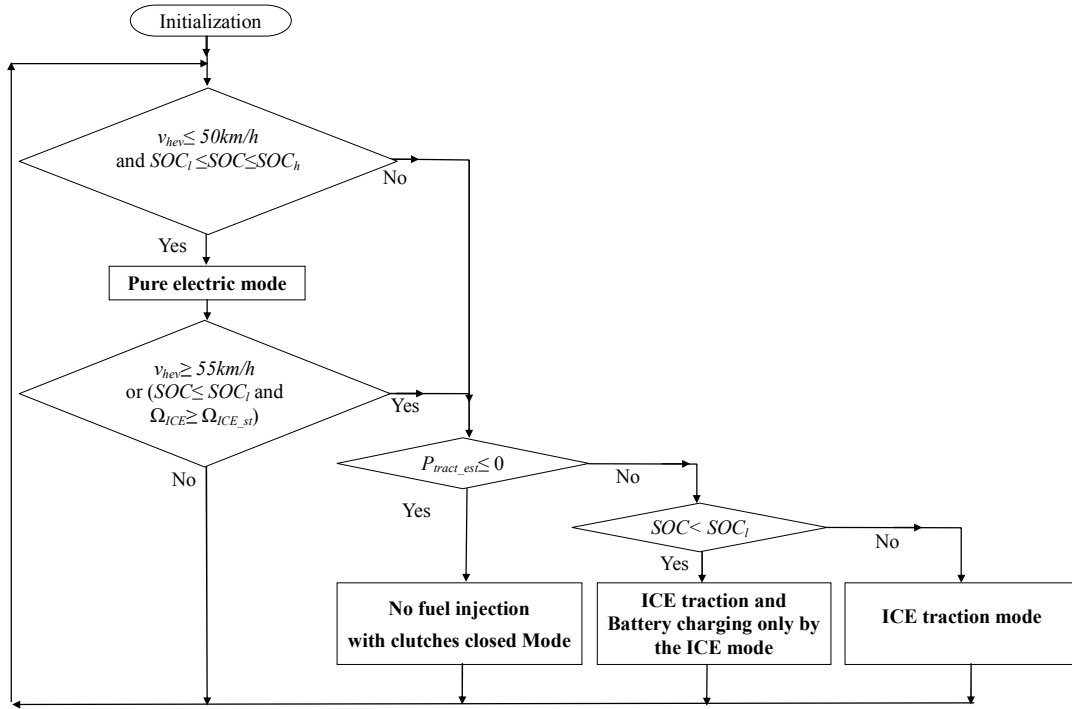 Initialization
v_hev ≤ 50km/h
and SOC_l ≤SOC≤SOC_h
No
Yes
Pure electric mode
v_hev ≥ 55km/h
or (SOC≤ SOC_l and
Ω_ICE ≥ Ω_ICE_st)
Yes
No
P_tract_est ≤ 0
No
Yes
SOC< SOC_l
No
Yes
No fuel injection
with clutches closed Mode
ICE traction and
Battery charging only by
the ICE mode
ICE traction mode